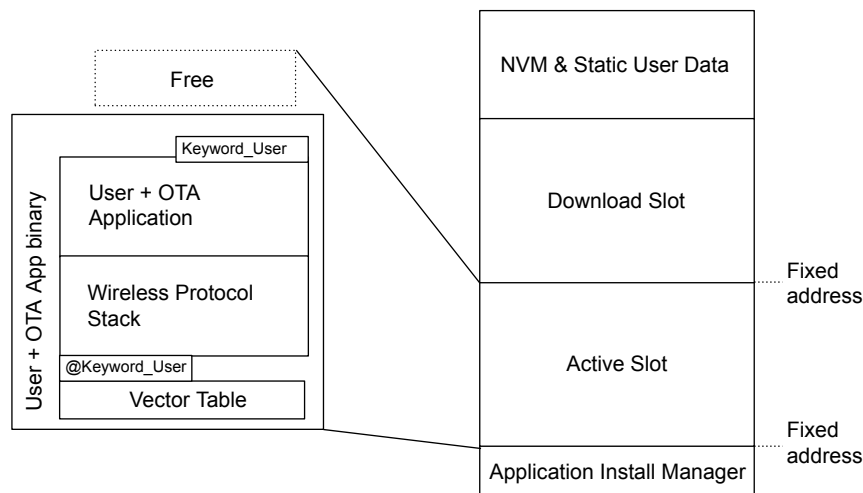 Free
Keyword_User
User + OTA
Application
Wireless Protocol
Stack
@Keyword_User
Vector Table
User + OTA App binary
NVM & Static User Data
Download Slot
Fixed
address
Active Slot
Fixed
address
Application Install Manager